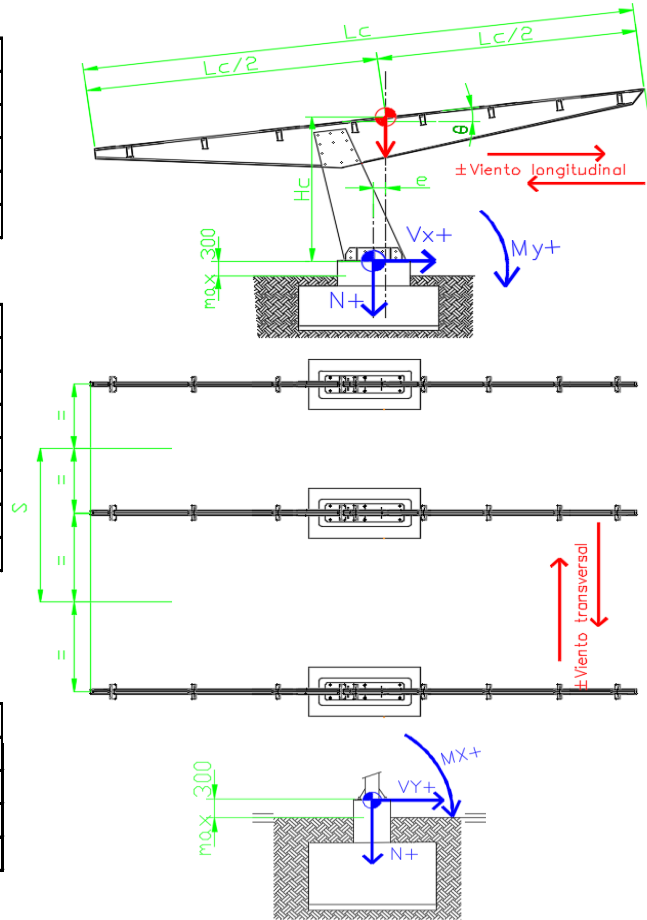 Lc
Lc/2
Lc/2
θ
Hc
e
±Viento longitudinal
Vx+
My+
300
max
N+
=
=
S
=
=
±Viento transversal
MX+
300
max
VY+
N+